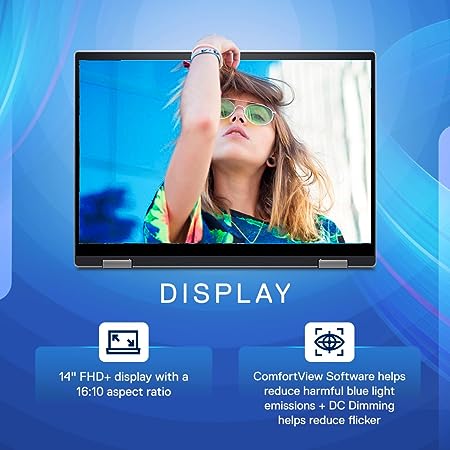 DISPLAY
14" FHD+ display with a
16:10 aspect ratio
ComfortView Software helps
reduce harmful blue light
emissions + DC Dimming
helps reduce flicker